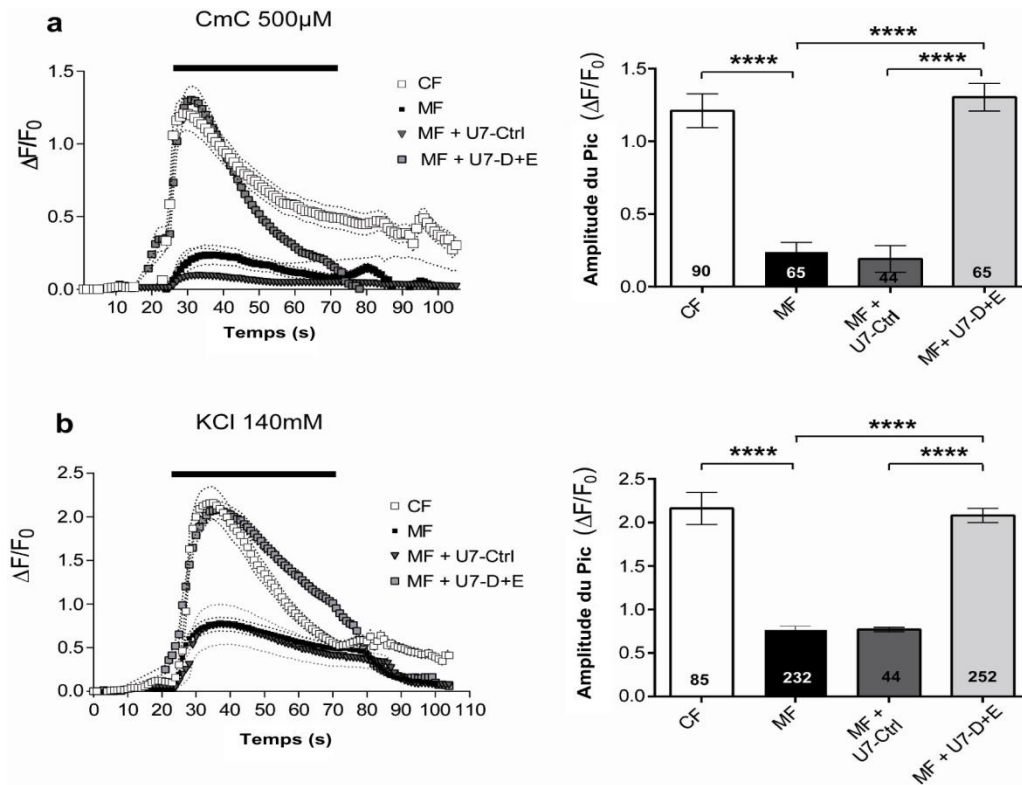 a
CmC 500µM
1.5
1.0
0.5
0.0
ΔF/F0
10 20 30 40 50 60 70 80 90 100
Temps (s)
CF
MF
MF + U7-Ctrl
MF + U7-D+E
****
**** ****
Amplitude du Pic (ΔF/F0)
1.5
1.0
0.5
0.0
90 65 44 65
CF
MF
MF +
U7-Ctrl
MF+ U7-D+E
b
KCl 140mM
2.5
2.0
1.5
1.0
0.5
0.0
ΔF/F0
0 10 20 30 40 50 60 70 80 90 100 110
Temps (s)
CF
MF
MF + U7-Ctrl
MF + U7-D+E
****
**** ****
Amplitude du Pic (ΔF/F0)
2.5
2.0
1.5
1.0
0.5
0.0
85 232 44 252
CF
MF
MF +
U7-Ctrl
MF + U7-D+E